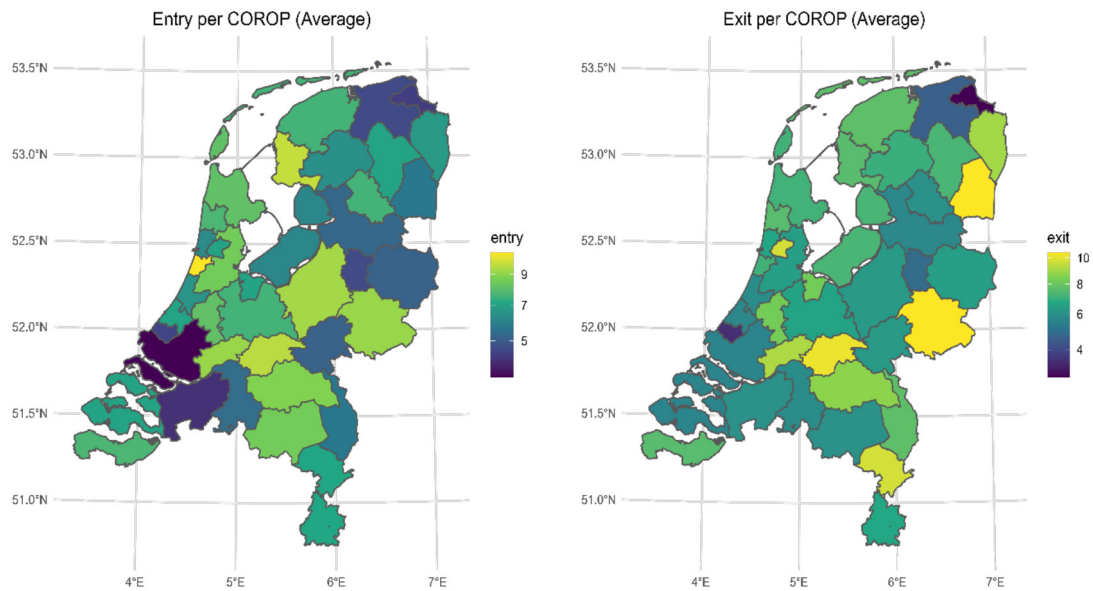 Entry per COROP (Average)
53.5°N
53.0°N
52.5°N
52.0°N
51.5°N
51.0°N
4°E
5°E
6°E
7°E
entry
9
7
5
Exit per COROP (Average)
53.5°N
53.0°N
52.5°N
52.0°N
51.5°N
51.0°N
4°E
5°E
6°E
7°E
exit
10
8
6
4